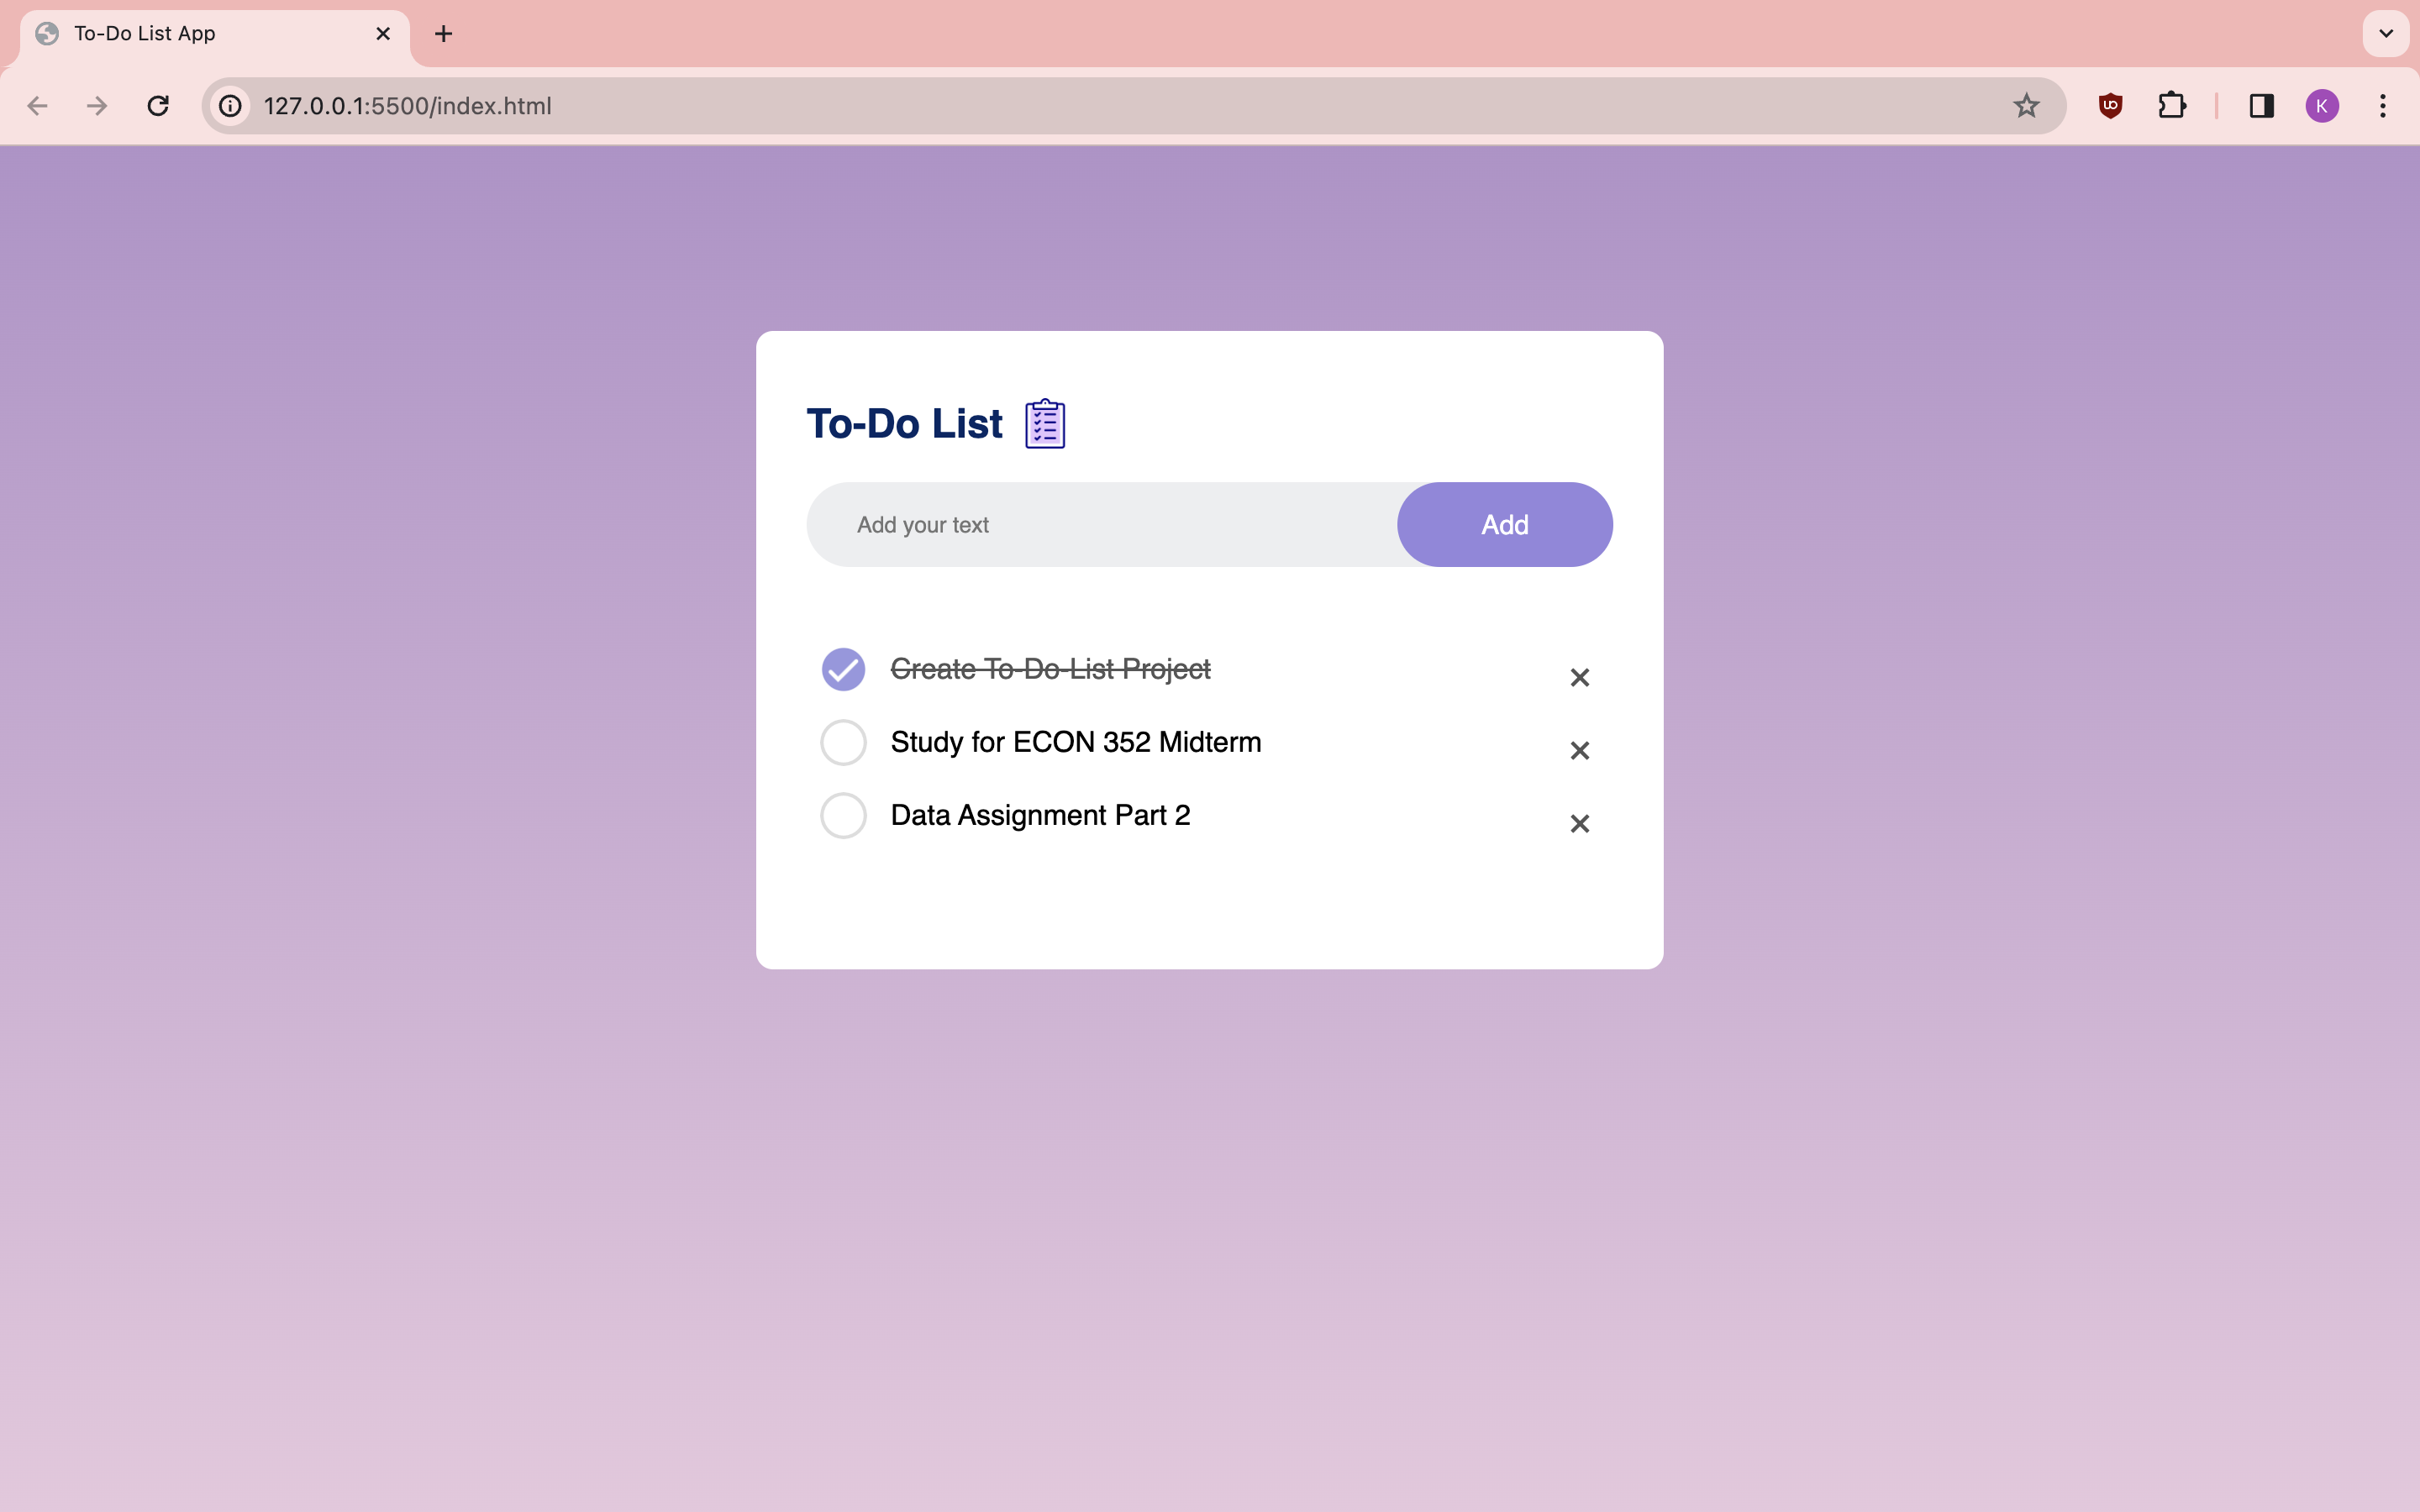 To-Do List App
127.0.0.1:5500/index.html
K
To-Do List
Add your text
Add
Create To-Do-List Project
Study for ECON 352 Midterm
Data Assignment Part 2